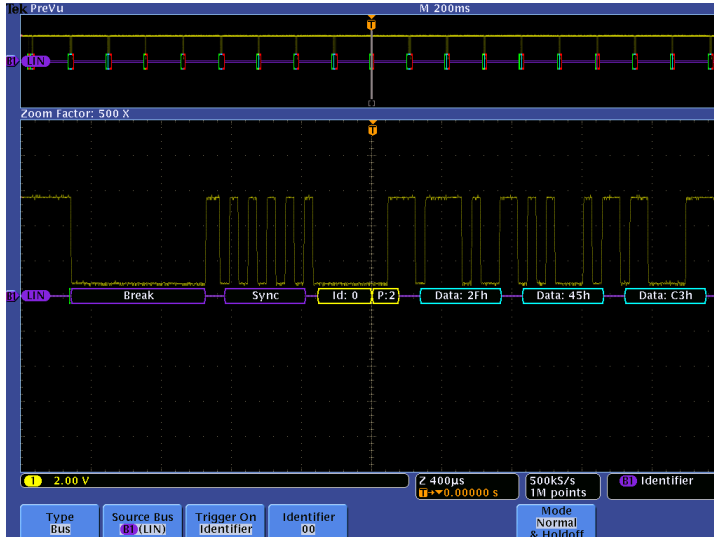 Tek PreVu M 200ms
T
B1 LIN
Zoom Factor: 500 X
T
B1 LIN Break Sync Id: 0 P:2 Data: 2Fh Data: 45h Data: C3h
1 2.00 V Z 400µs 500kS/s B1 Identifier
T→▼0.00000 s 1M points
Type Source Bus Trigger On Identifier Mode
Bus B1 (LIN) Identifier 00 Normal
& Holdoff